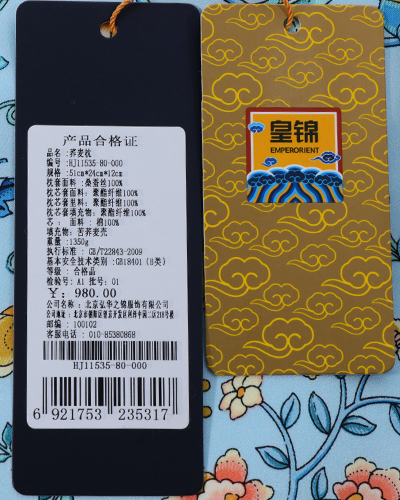 产品合格证
品名：荞麦枕
编号：HJ11535-80-000
规格：51cm*24cm*12cm
枕套面料：桑蚕丝100%
枕芯套面料：聚酯纤维100%
枕芯套里料：聚酯纤维100%
枕芯套填充物：聚酯纤维100%
芯： 面料： 棉100%
填充物：苦荞麦壳
重量：1350g
执行标准：GB/T22843-2009
基本安全技术类别：GB18401（B类）
等级：合格品
检验号：A1 批号：01
¥：980.00
公司名称：北京弘华之锦服饰有限公司
邮编：100102
客服电话：010-85380868
HJ11535-80-000
6 921753 235317
皇锦
EMPERORIENT